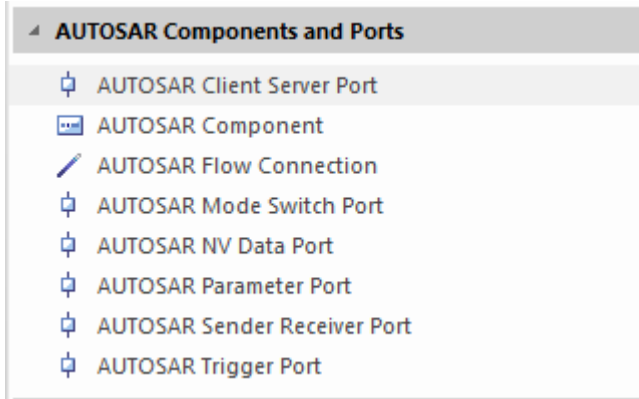 AUTOSAR Components and Ports
AUTOSAR Client Server Port
AUTOSAR Component
AUTOSAR Flow Connection
AUTOSAR Mode Switch Port
AUTOSAR NV Data Port
AUTOSAR Parameter Port
AUTOSAR Sender Receiver Port
AUTOSAR Trigger Port